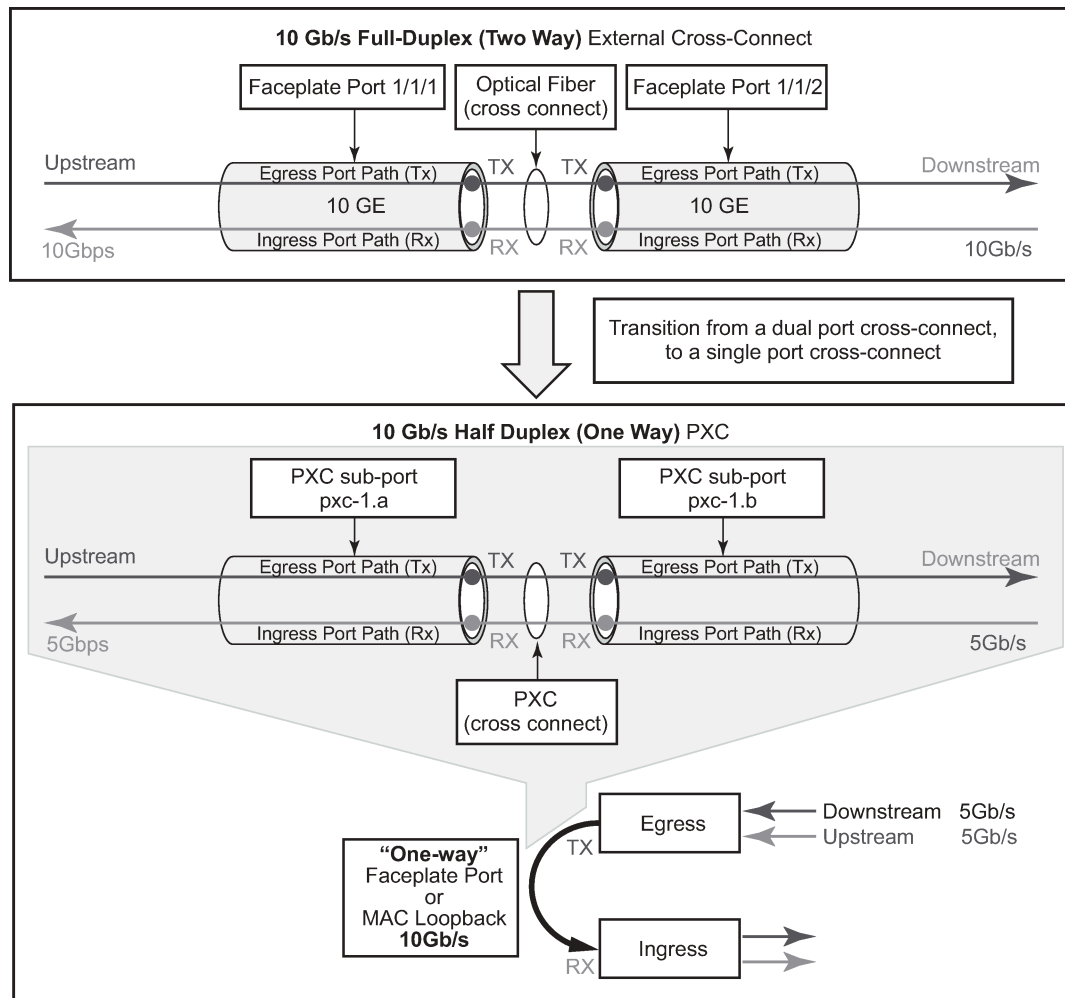 10 Gb/s Full-Duplex (Two Way) External Cross-Connect
Faceplate Port 1/1/1
Optical Fiber
(cross connect)
Faceplate Port 1/1/2
Upstream
Egress Port Path (Tx)
TX
TX
Egress Port Path (Tx)
Downstream
10 GE
10 GE
10Gbps
Ingress Port Path (Rx)
RX
RX
Ingress Port Path (Rx)
10Gb/s
Transition from a dual port cross-connect,
to a single port cross-connect
10 Gb/s Half Duplex (One Way) PXC
PXC sub-port
pxc-1.a
PXC sub-port
pxc-1.b
Upstream
Egress Port Path (Tx)
TX
TX
Egress Port Path (Tx)
Downstream
5Gbps
Ingress Port Path (Rx)
RX
RX
Ingress Port Path (Rx)
5Gb/s
PXC
(cross connect)
Egress
Downstream 5Gb/s
Upstream 5Gb/s
TX
“One-way”
Faceplate Port
or
MAC Loopback
10Gb/s
Ingress
RX